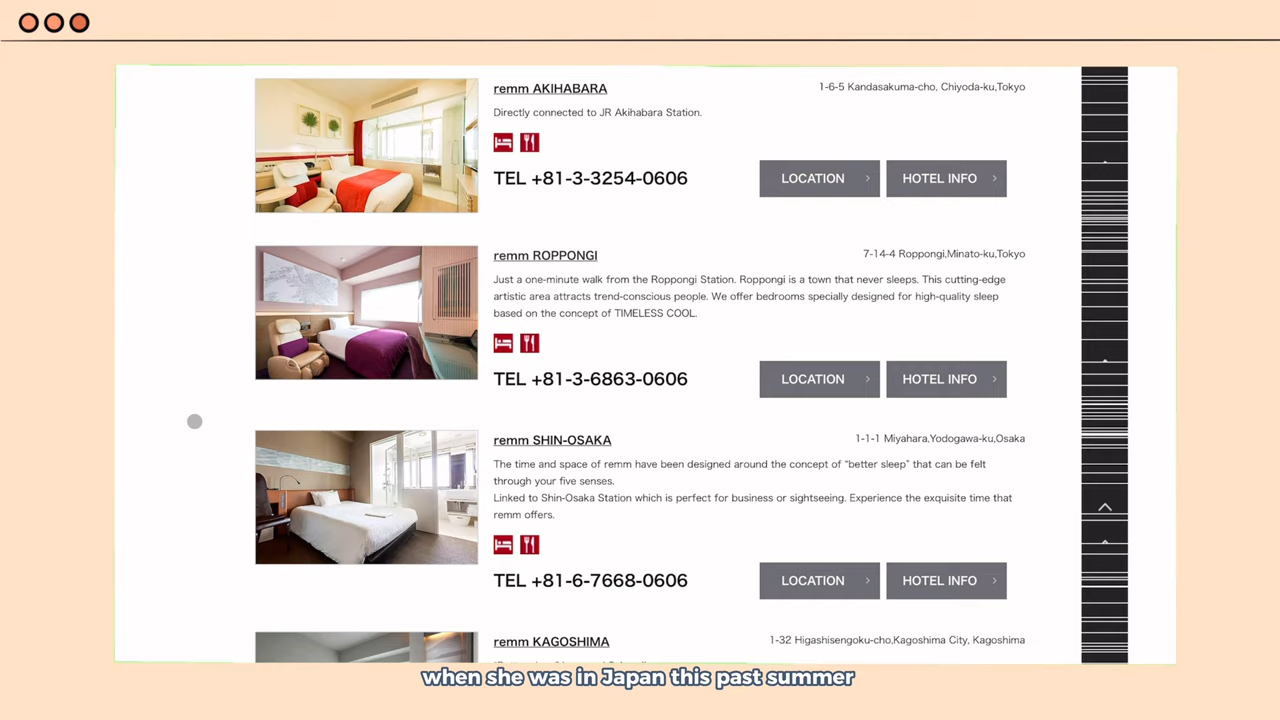 remm AKIHABARA
1-6-5 Kandasakuma-cho, Chiyoda-ku,Tokyo
Directly connected to JR Akihabara Station.
TEL +81-3-3254-0606
LOCATION
HOTEL INFO
remm ROPPONGI
7-14-4 Roppongi,Minato-ku,Tokyo
Just a one-minute walk from the Roppongi Station. Roppongi is a town that never sleeps. This cutting-edge
artistic area attracts trend-conscious people. We offer bedrooms specially designed for high-quality sleep
based on the concept of TIMELESS COOL.
TEL +81-3-6863-0606
LOCATION
HOTEL INFO
remm SHIN-OSAKA
1-1-1 Miyahara,Yodogawa-ku,Osaka
The time and space of remm have been designed around the concept of “better sleep” that can be felt
through your five senses.
Linked to Shin-Osaka Station which is perfect for business or sightseeing. Experience the exquisite time that
remm offers.
TEL +81-6-7668-0606
LOCATION
HOTEL INFO
remm KAGOSHIMA
1-32 Higashisengoku-cho,Kagoshima City, Kagoshima
when she was in Japan this past summer